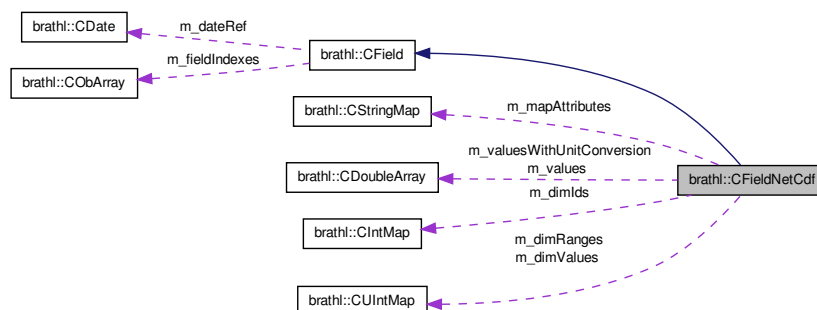 brathl::CDate
m_dateRef
brathl::CField
m_fieldIndexes
brathl::CObArray
m_mapAttributes
brathl::CStringMap
m_valuesWithUnitConversion
m_values
brathl::CDoubleArray
brathl::CFieldNetCdf
m_dimIds
brathl::CIntMap
m_dimRanges
m_dimValues
brathl::CUIntMap